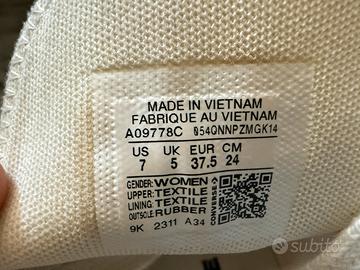 MADE IN VIETNAM
FABRIQUE AU VIETNAM
A09778C 0540NNPZMGK14
US UK EUR CM
7 5 37.5 24
GENDER: WOMEN
UPPER: TEXTILE
LINING: TEXTILE
OUTSOLE: RUBBER
9K 2311 A34
CONVERSE
subito